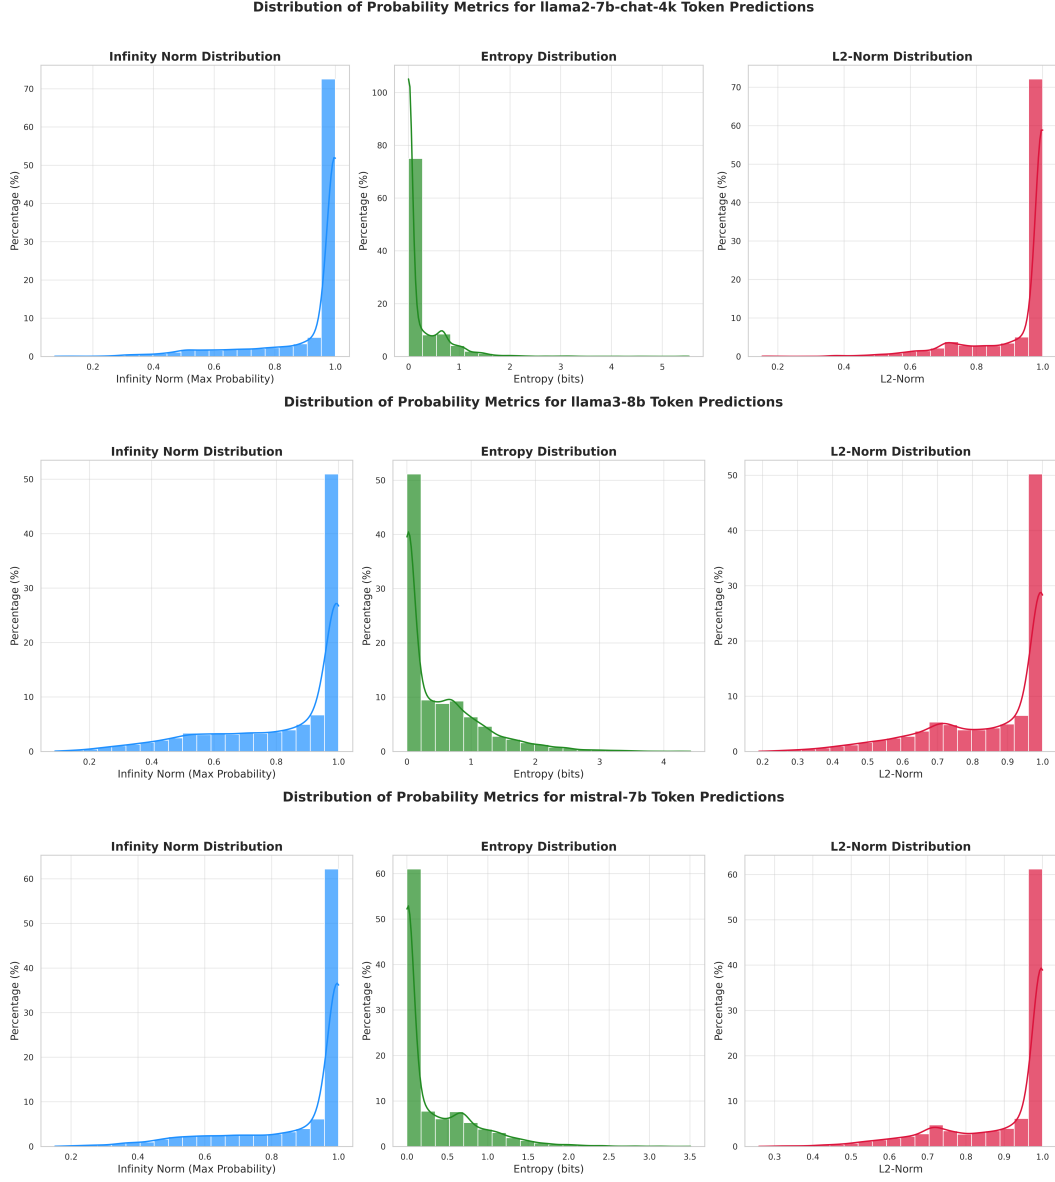 Distribution of Probability Metrics for llama2-7b-chat-4k Token Predictions
Infinity Norm Distribution
Percentage (%)
70
60
50
40
30
20
10
0
0.2 0.4 0.6 0.8 1.0
Infinity Norm (Max Probability)
Entropy Distribution
Percentage (%)
100
80
60
40
20
0
0 1 2 3 4 5
Entropy (bits)
L2-Norm Distribution
Percentage (%)
70
60
50
40
30
20
10
0
0.2 0.4 0.6 0.8 1.0
L2-Norm
Distribution of Probability Metrics for llama3-8b Token Predictions
Infinity Norm Distribution
Percentage (%)
50
40
30
20
10
0
0.2 0.4 0.6 0.8 1.0
Infinity Norm (Max Probability)
Entropy Distribution
Percentage (%)
50
40
30
20
10
0
0 1 2 3 4
Entropy (bits)
L2-Norm Distribution
Percentage (%)
50
40
30
20
10
0
0.2 0.3 0.4 0.5 0.6 0.7 0.8 0.9 1.0
L2-Norm
Distribution of Probability Metrics for mistral-7b Token Predictions
Infinity Norm Distribution
Percentage (%)
60
50
40
30
20
10
0
0.2 0.4 0.6 0.8 1.0
Infinity Norm (Max Probability)
Entropy Distribution
Percentage (%)
60
50
40
30
20
10
0
0.0 0.5 1.0 1.5 2.0 2.5 3.0 3.5
Entropy (bits)
L2-Norm Distribution
Percentage (%)
60
50
40
30
20
10
0
0.3 0.4 0.5 0.6 0.7 0.8 0.9 1.0
L2-Norm